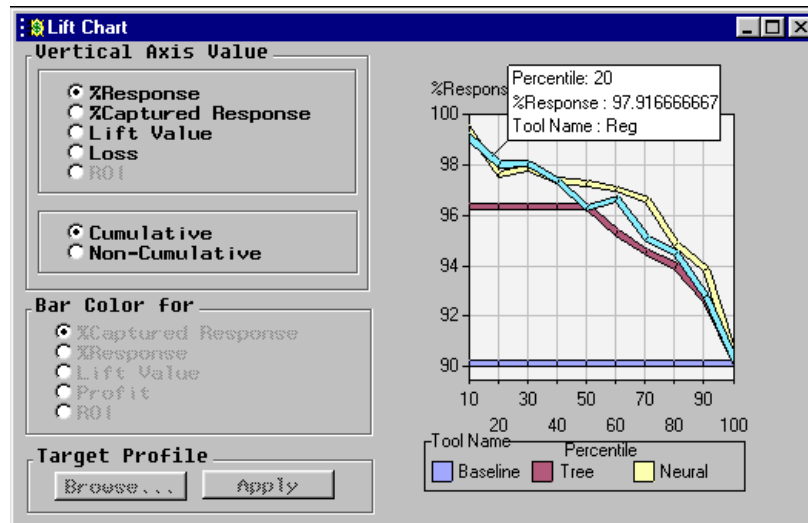 Lift Chart
Vertical Axis Value
%Response
%Captured Response
Lift Value
Loss
ROI
Cumulative
Non-Cumulative
Bar Color for
%Captured Response
%Response
Lift Value
Profit
ROI
Target Profile
Browse...
Apply
%Respons
Percentile: 20
%Response : 97.916666667
Tool Name : Reg
100
98
96
94
92
90
10 30 50 70 90
20 40 60 80 100
Percentile
Tool Name
Baseline Tree Neural